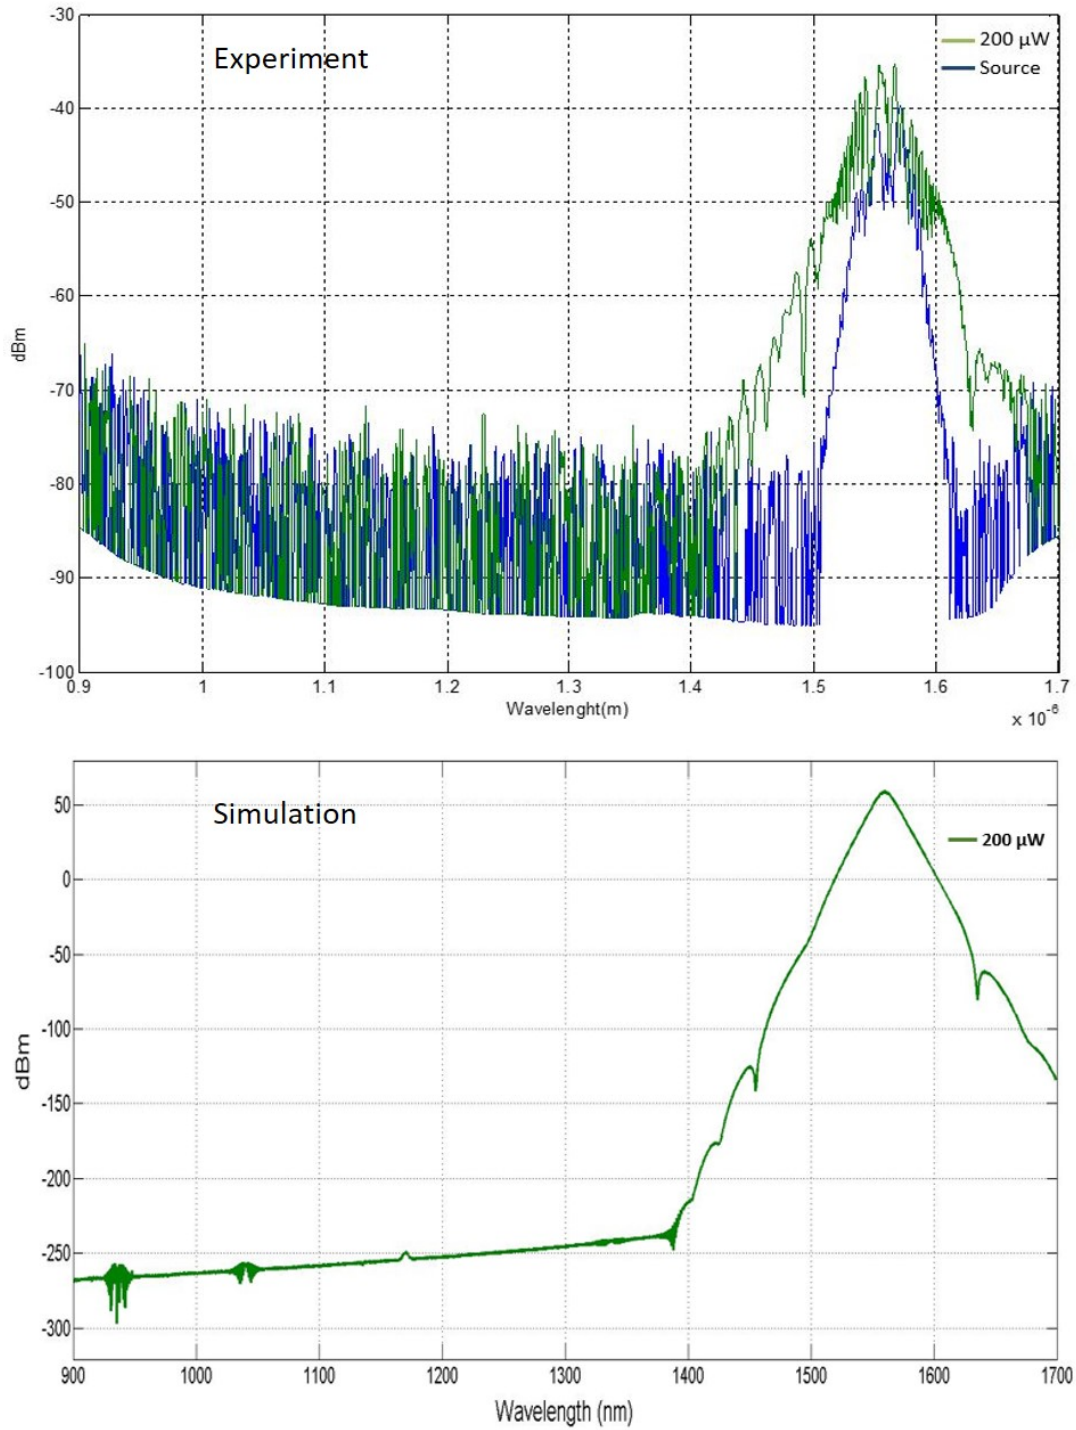 -30
Experiment
200 µW
Source
-40
-50
-60
dBm
-70
-80
-90
-100
0.9 1 1.1 1.2 1.3 1.4 1.5 1.6 1.7
Wavelenght(m)
x 10⁻⁶
Simulation
50
200 µW
0
-50
-100
dBm
-150
-200
-250
-300
900 1000 1100 1200 1300 1400 1500 1600 1700
Wavelength (nm)